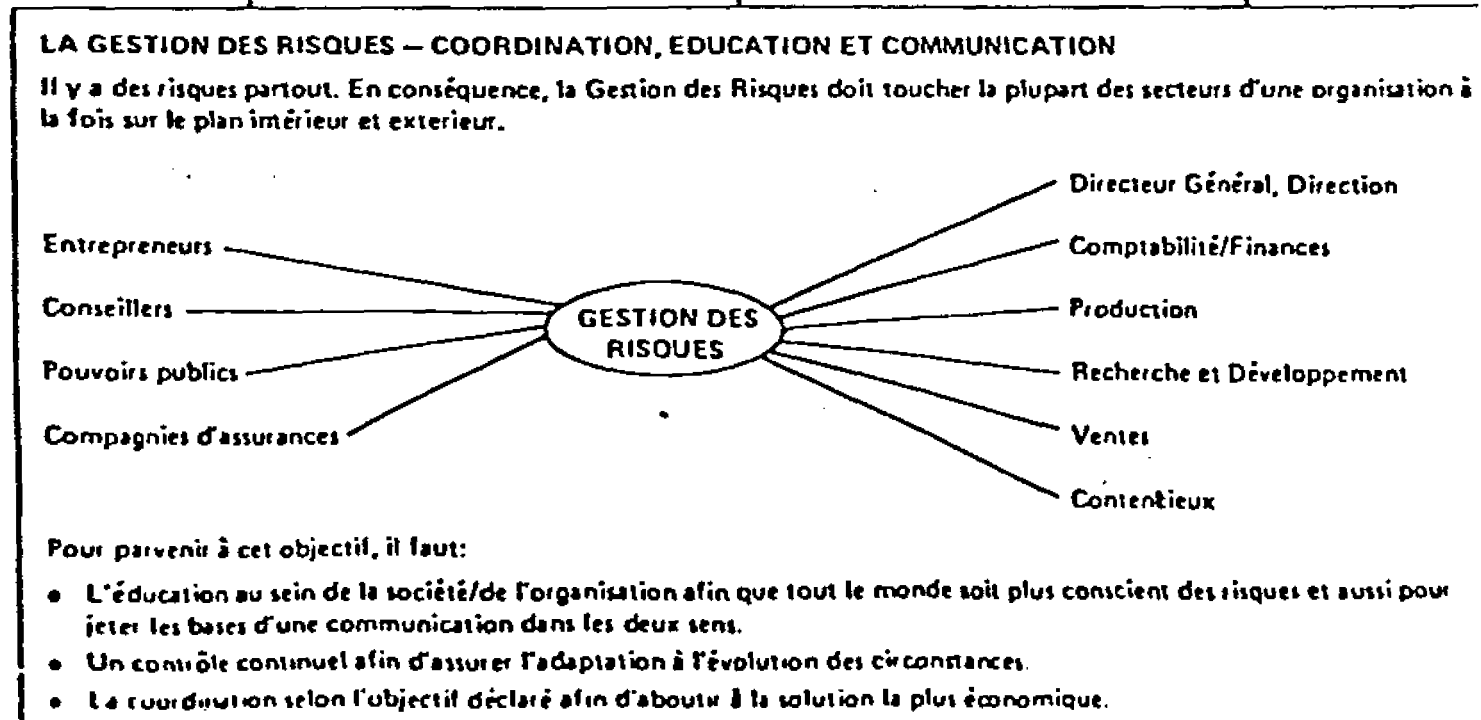 LA GESTION DES RISQUES – COORDINATION, EDUCATION ET COMMUNICATION
Il y a des risques partout. En conséquence, la Gestion des Risques doit toucher la plupart des secteurs d'une organisation à
la fois sur le plan intérieur et exterieur.
Directeur Général, Direction
Entrepreneurs
Comptabilité/Finances
Conseillers
GESTION DES
RISQUES
Production
Pouvoirs publics
Recherche et Développement
Compagnies d'assurances
Ventes
Contentieux
Pour parvenir à cet objectif, il faut:
• L'éducation au sein de la société/de l'organisation afin que tout le monde soit plus conscient des risques et aussi pour
jeter les bases d'une communication dans les deux sens.
• Un contrôle continuel afin d'assurer l'adaptation à l'évolution des circonstances.
• La coordination selon l'objectif déclaré afin d'aboutir à la solution la plus économique.